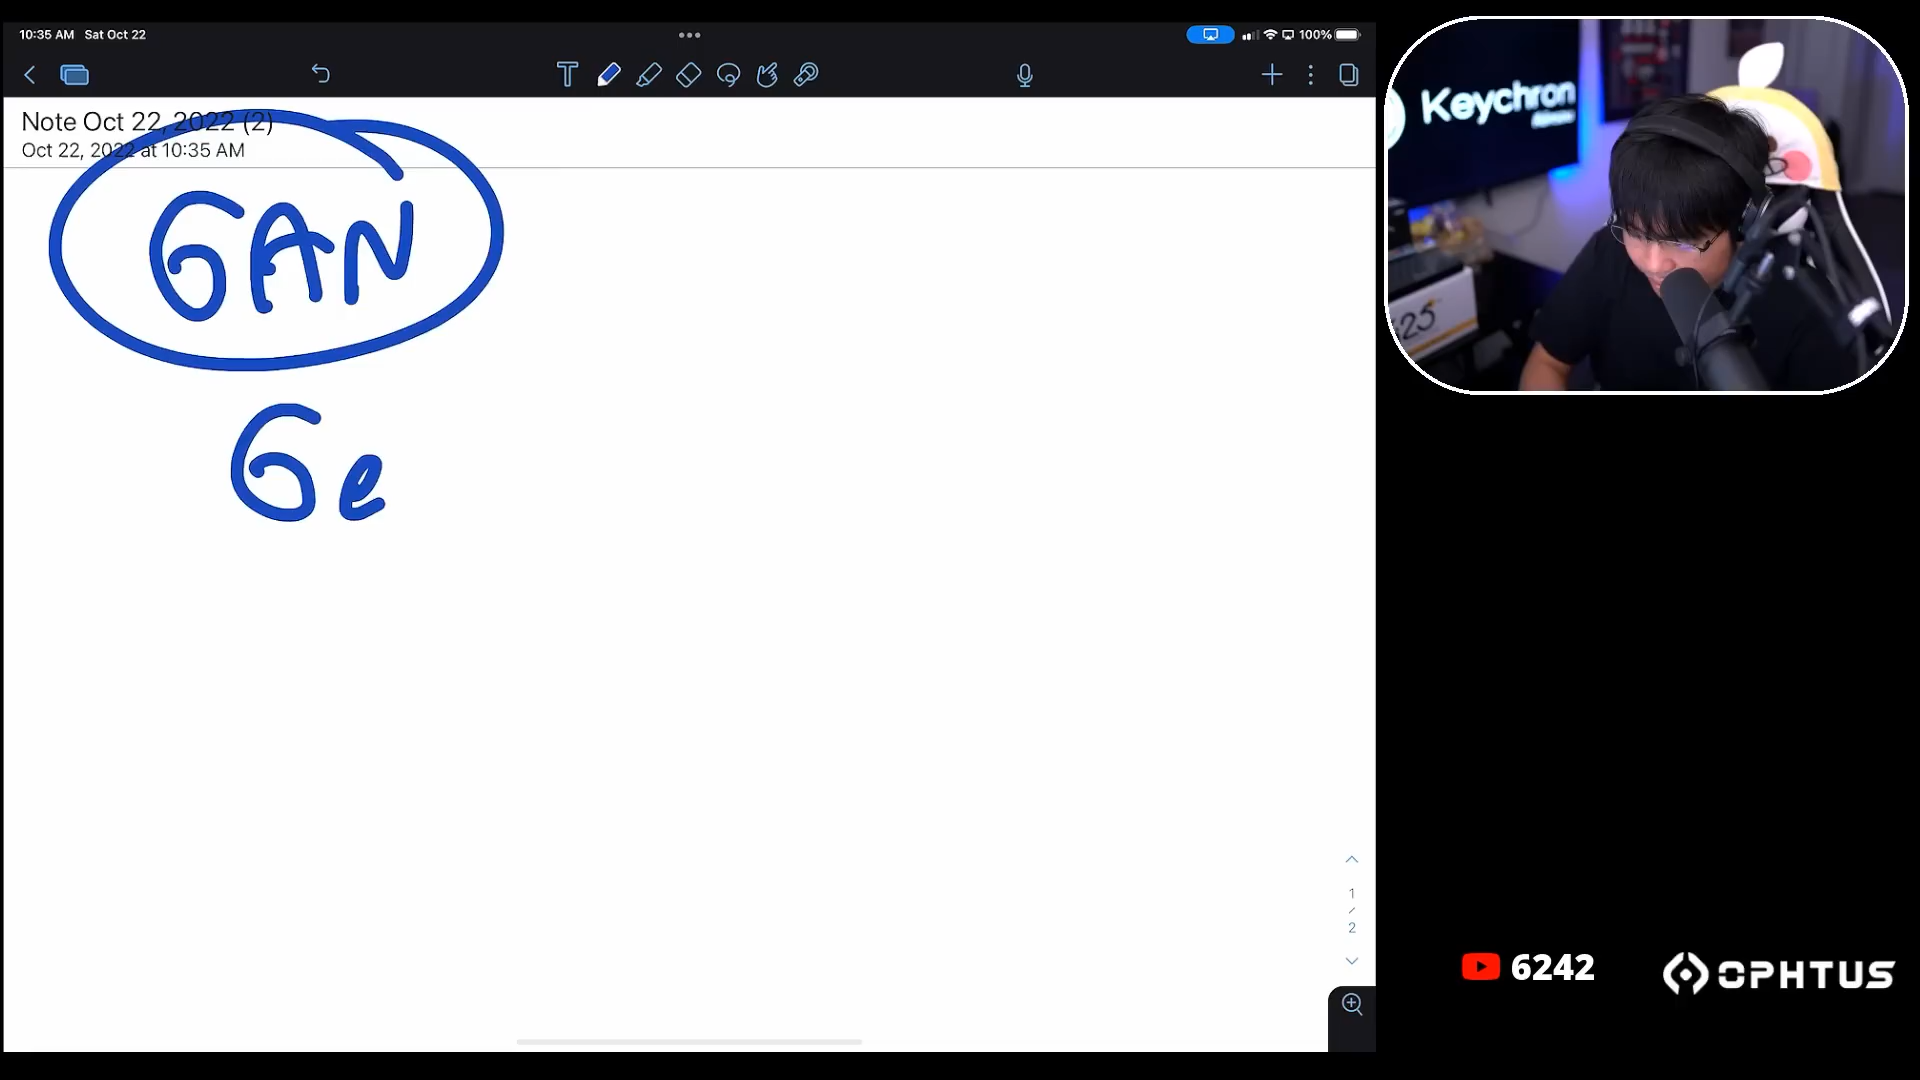 10:35 AM Sat Oct 22
100%
Note Oct 22, 2022 (2)
Oct 22, 2022 at 10:35 AM
GAN
Ge
1
/
2
Keychron
6242
OPHTUS